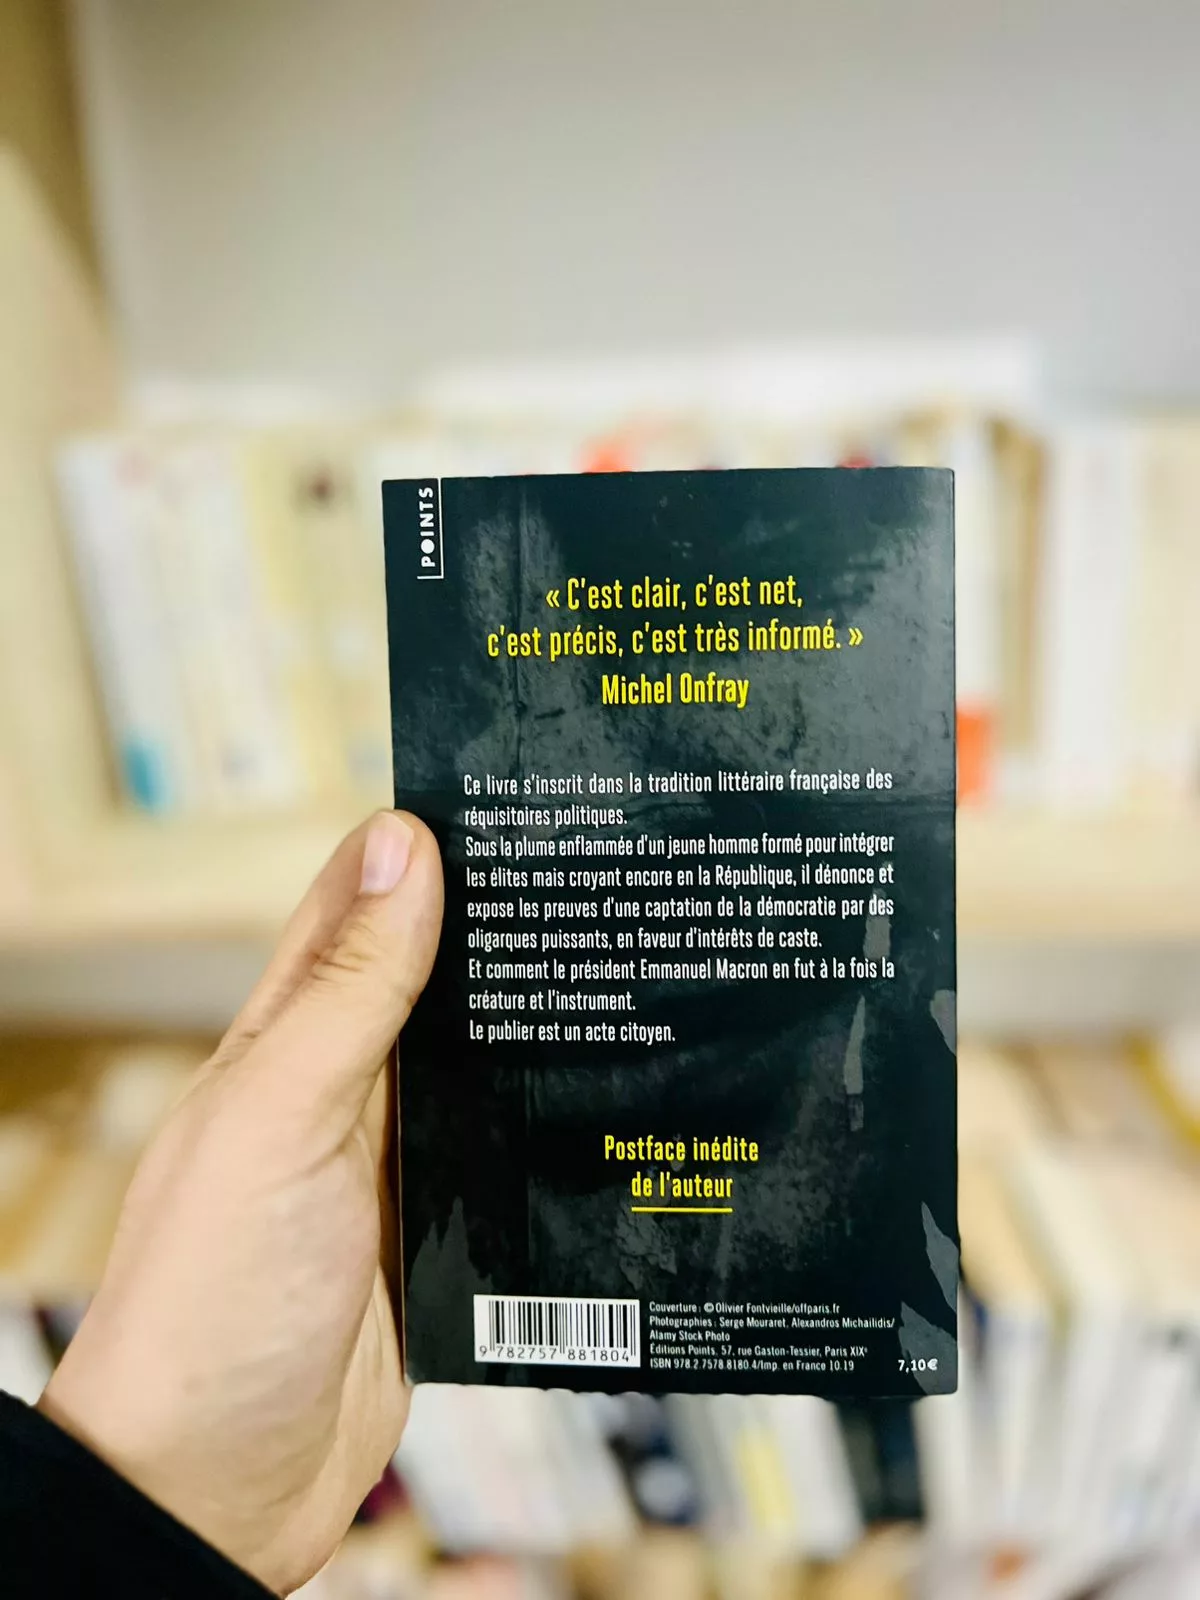 POINTS
« C'est clair, c'est net,
c'est précis, c'est très informé. »
Michel Onfray
Ce livre s'inscrit dans la tradition littéraire française des
réquisitoires politiques.
Sous la plume enflammée d'un jeune homme formé pour intégrer
les élites mais croyant encore en la République, il dénonce et
expose les preuves d'une captation de la démocratie par des
oligarques puissants, en faveur d'intérêts de caste.
Et comment le président Emmanuel Macron en fut à la fois la
créature et l'instrument.
Le publier est un acte citoyen.
Postface inédite
de l'auteur
9 782757 881804
Couverture : © Olivier Fontvieille/offparis.fr
Photographies : Serge Mouraret, Alexandros Michailidis/
Alamy Stock Photo
Éditions Points, 57, rue Gaston-Tessier, Paris XIXe
ISBN 978.2.7578.8180.4/Imp. en France 10.19
7,10€